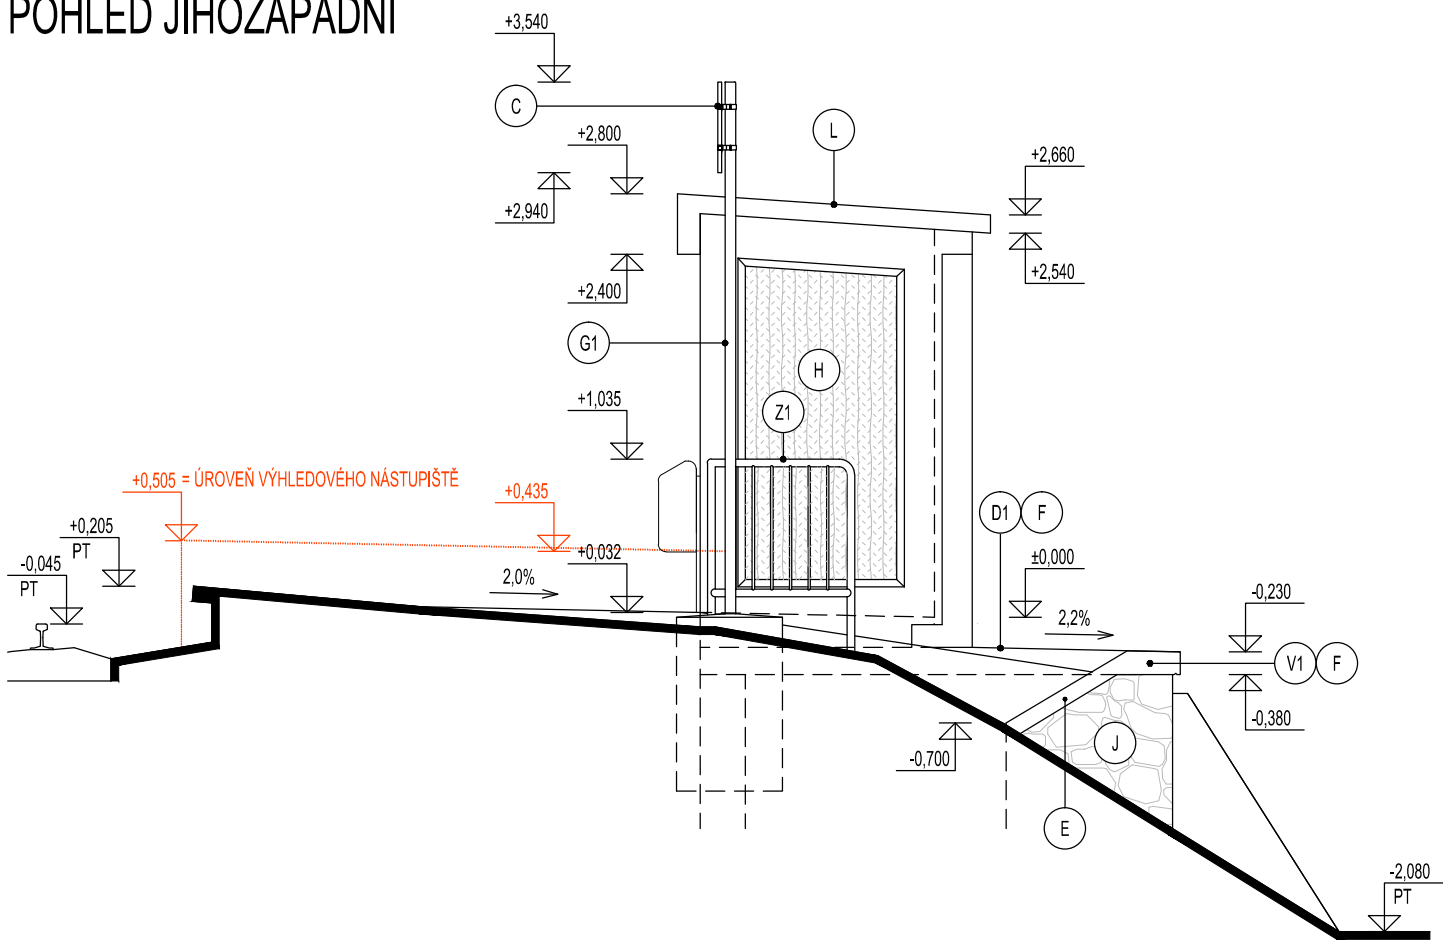 POHLED JIHOZÁPADNÍ
+3,540
C
L
+2,800
+2,660
+2,940
+2,540
+2,400
G1
H
+1,035
Z1
+0,505 = ÚROVEŇ VÝHLEDOVÉHO NÁSTUPIŠTĚ
+0,435
D1
F
+0,205
PT
-0,045
PT
+0,032
±0,000
2,0%
-0,230
2,2%
V1
F
-0,380
-0,700
J
E
-2,080
PT